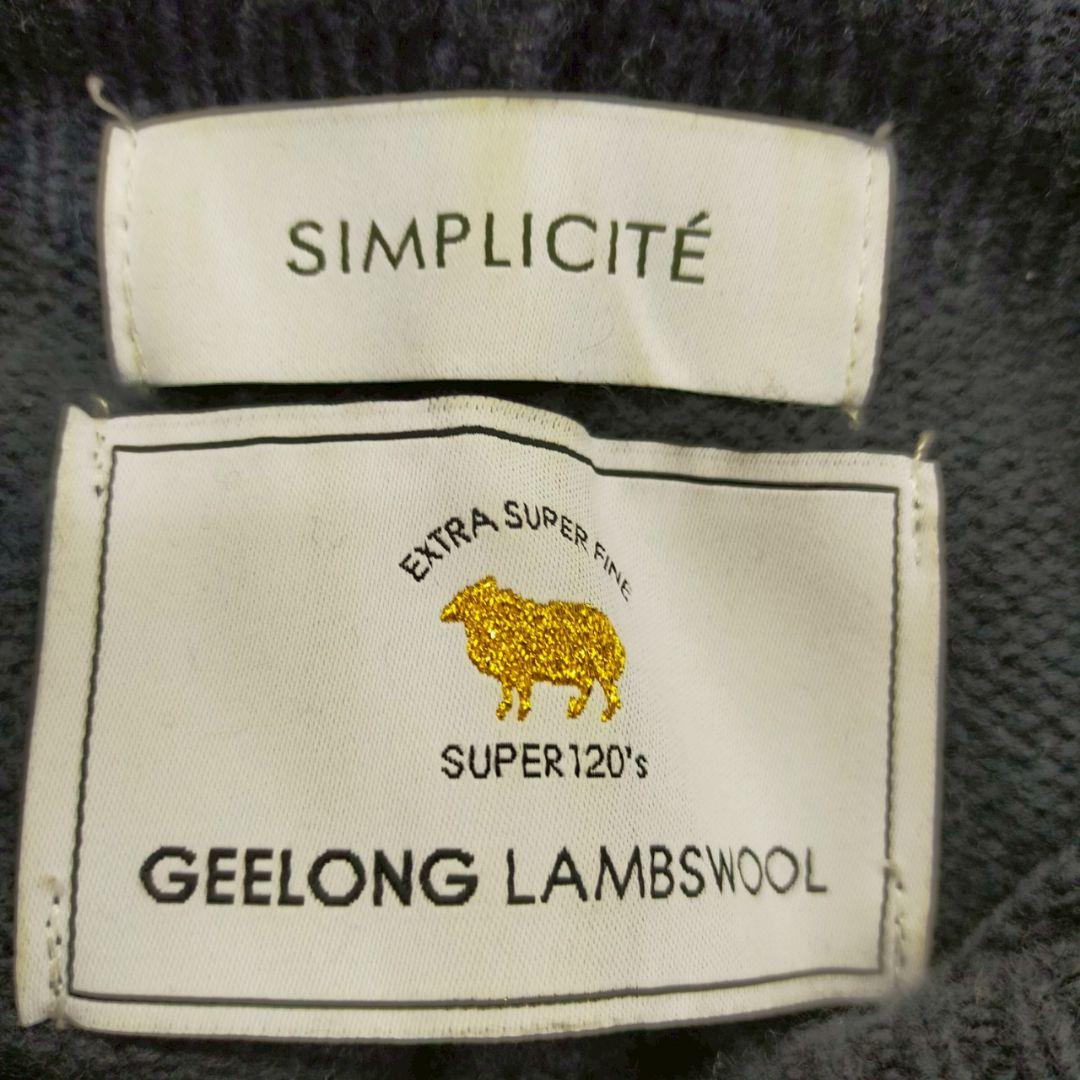 SIMPLICITÉ
EXTRA SUPER FINE
SUPER120's
GEELONG LAMBSWOOL